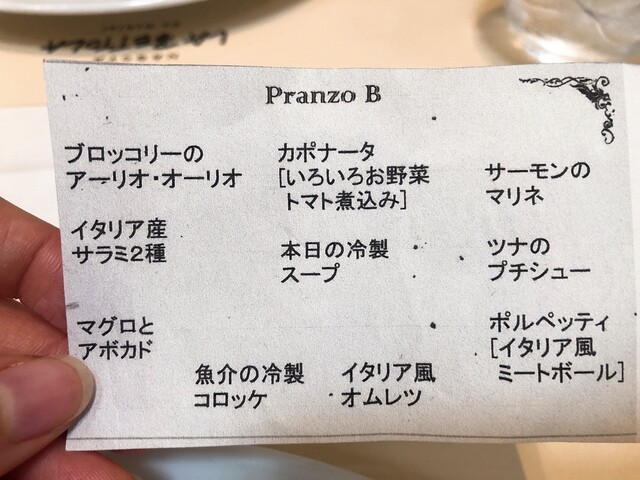 LA BETTOLA
Pranzo B
ブロッコリーの
アーリオ・オーリオ
カポナータ
[いろいろお野菜
トマト煮込み]
サーモンの
マリネ
イタリア産
サラミ2種
本日の冷製
スープ
ツナの
プチシュー
マグロと
アボカド
魚介の冷製
コロッケ
イタリア風
オムレツ
ポルペッティ
[イタリア風
ミートボール]